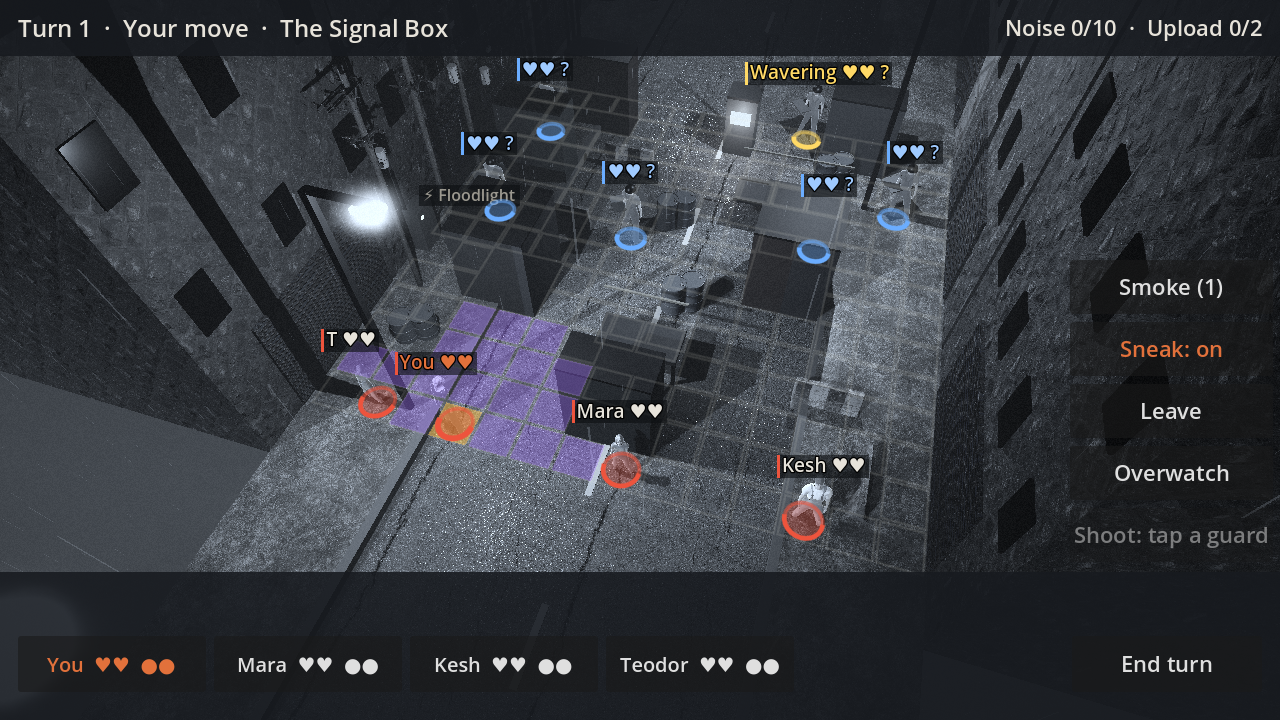 Turn 1 · Your move · The Signal Box
Noise 0/10 · Upload 0/2
♥♥ ?
Wavering ♥♥ ?
♥♥ ?
♥♥ ?
♥♥ ?
♥♥ ?
⚡ Floodlight
T ♥♥
You ♥♥
Mara ♥♥
Kesh ♥♥
Smoke (1)
Sneak: on
Leave
Overwatch
Shoot: tap a guard
You ♥♥ ●●
Mara ♥♥ ●●
Kesh ♥♥ ●●
Teodor ♥♥ ●●
End turn